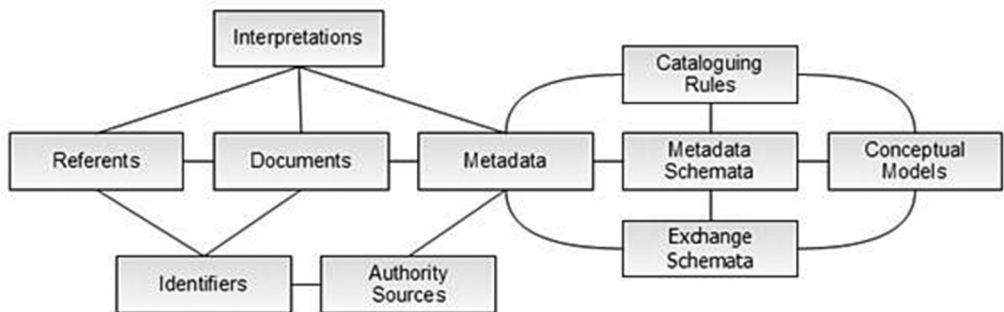 Interpretations
Cataloguing
Rules
Referents
Documents
Metadata
Metadata
Schemata
Conceptual
Models
Exchange
Schemata
Identifiers
Authority
Sources